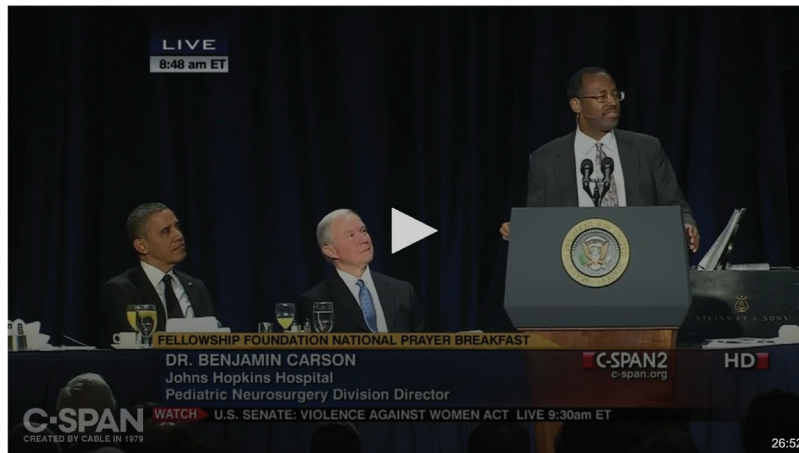 LIVE
8:48 am ET
STEINWAY & SONS
FELLOWSHIP FOUNDATION NATIONAL PRAYER BREAKFAST
DR. BENJAMIN CARSON
Johns Hopkins Hospital
Pediatric Neurosurgery Division Director
C-SPAN2
c-span.org
HD
WATCH U.S. SENATE: VIOLENCE AGAINST WOMEN ACT LIVE 9:30am ET
C-SPAN
CREATED BY CABLE IN 1979
26:52